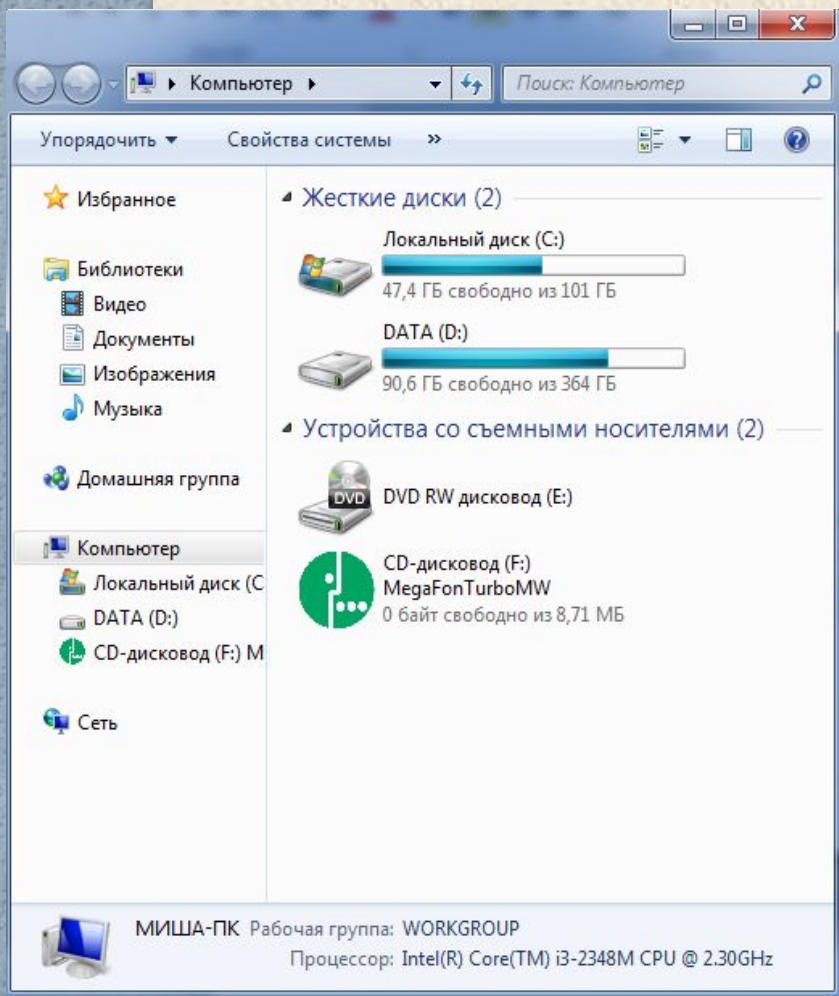 Компьютер
Поиск: Компьютер
Упорядочить
Свойства системы
»
Избранное
Библиотеки
Видео
Документы
Изображения
Музыка
Домашняя группа
Компьютер
Локальный диск (C
DATA (D:)
CD-дисковод (F:) M
Сеть
Жесткие диски (2)
Локальный диск (C:)
47,4 ГБ свободно из 101 ГБ
DATA (D:)
90,6 ГБ свободно из 364 ГБ
Устройства со съемными носителями (2)
DVD
DVD RW дисковод (E:)
CD-дисковод (F:)
MegaFonTurboMW
0 байт свободно из 8,71 МБ
МИША-ПК Рабочая группа: WORKGROUP
Процессор: Intel(R) Core(TM) i3-2348M CPU @ 2.30GHz